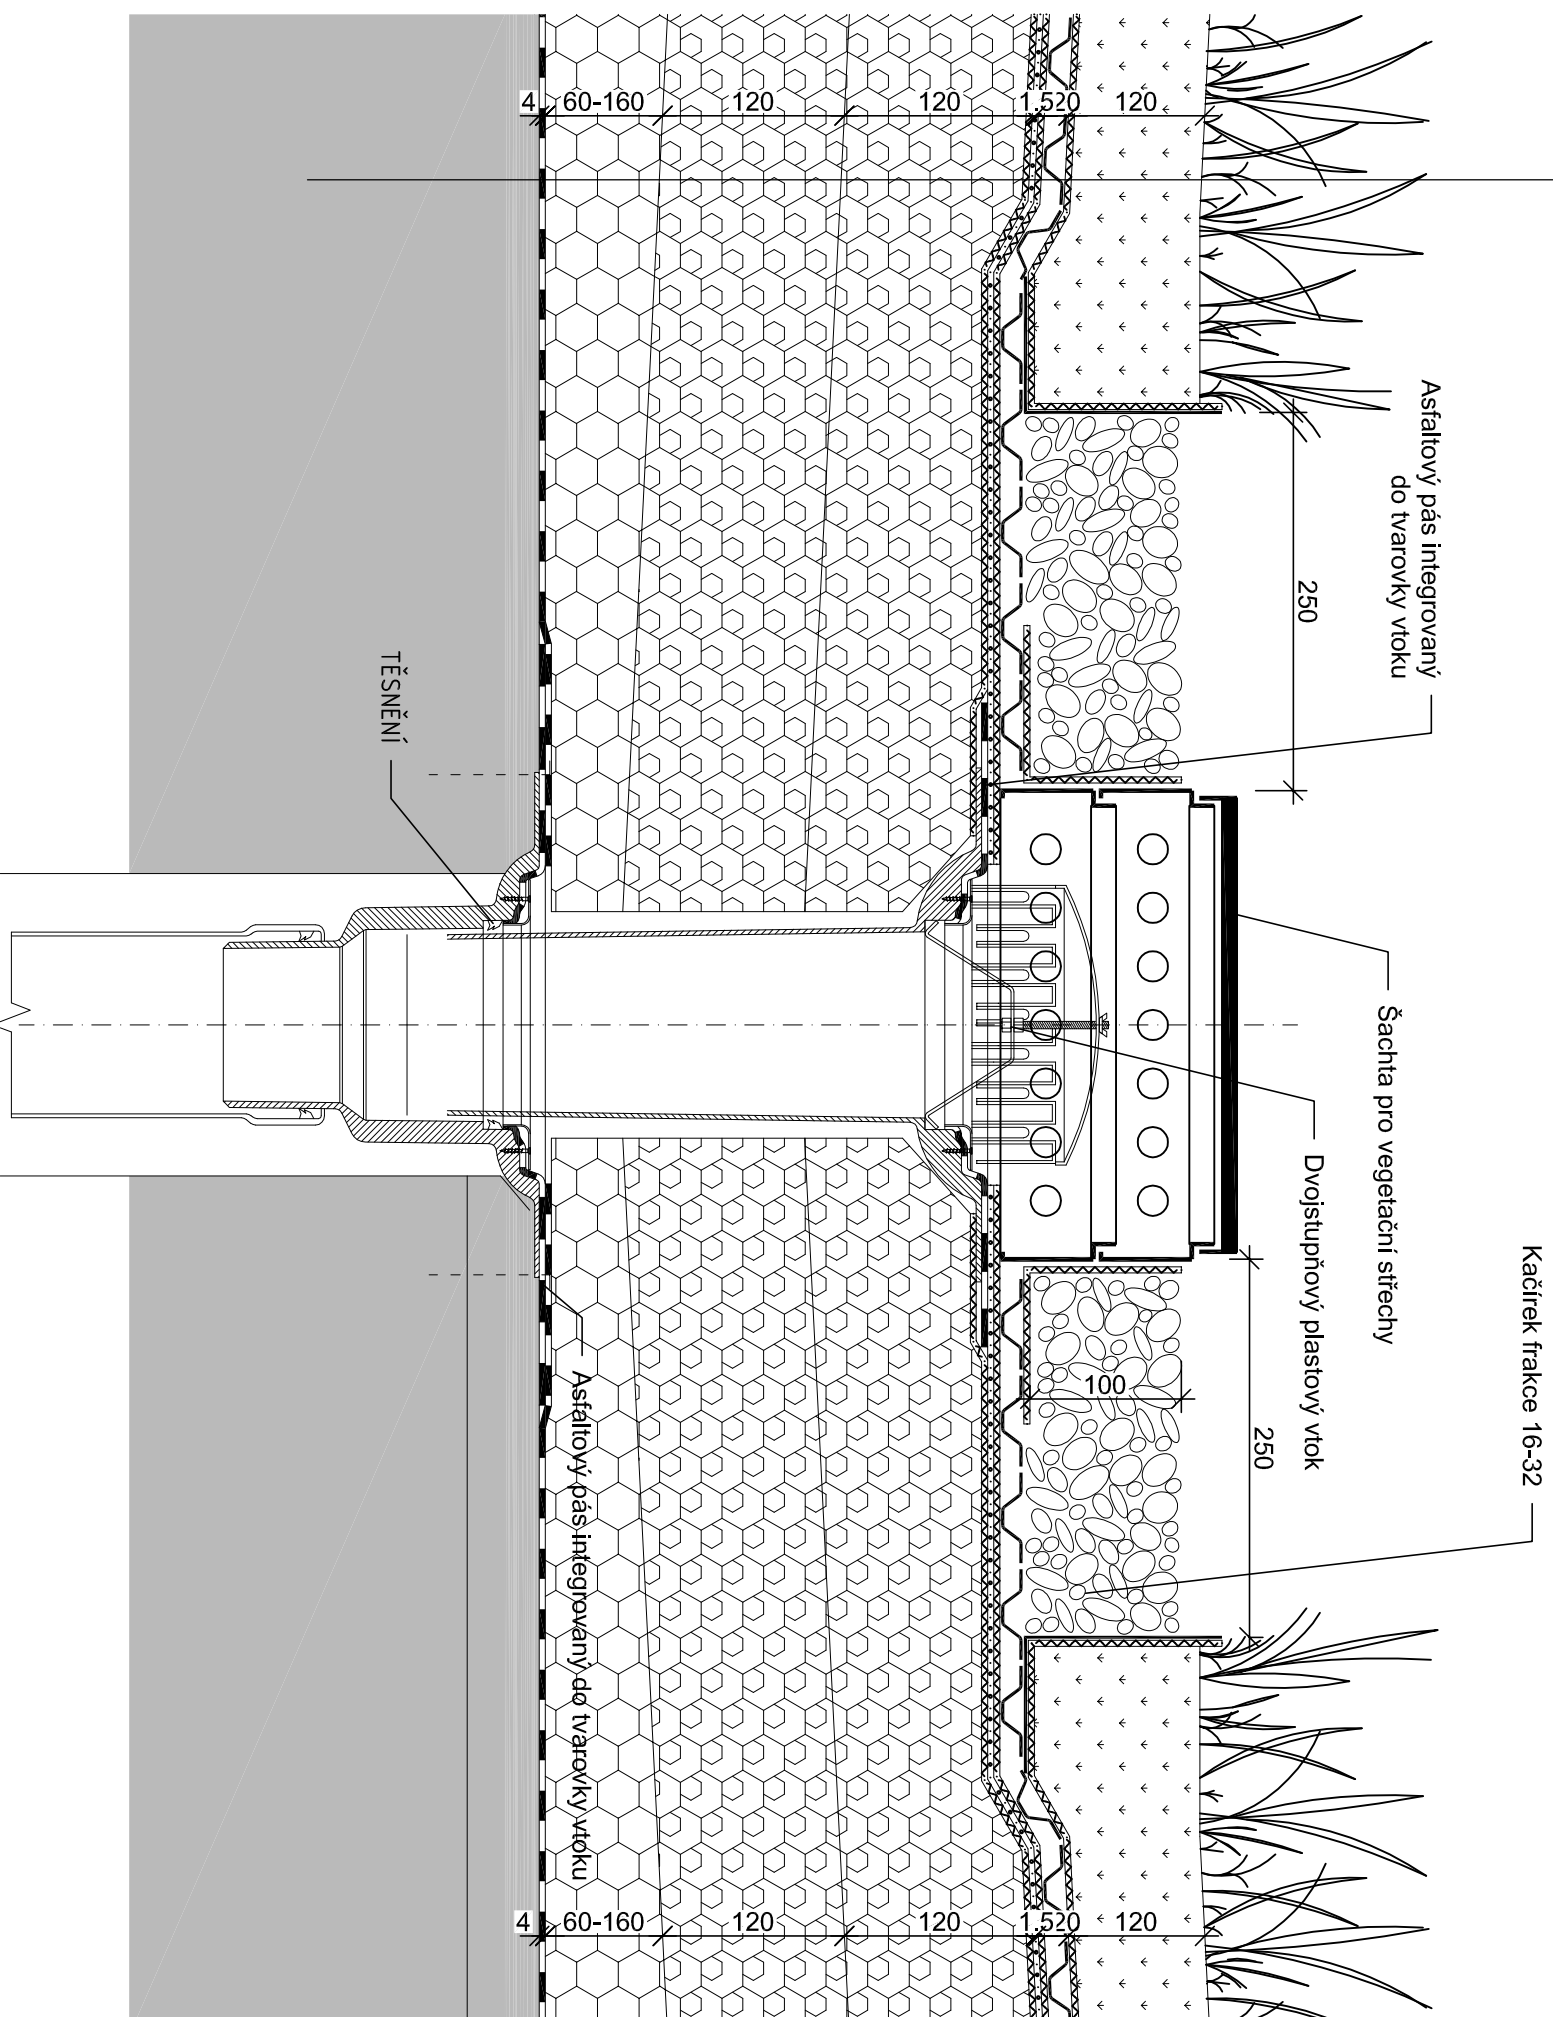 4
60-160
120
120
1.5
20
120
Asfaltový pás integrovaný
do tvarovky vtoku
250
TĚSNĚNÍ
Šachta pro vegetační střechy
Dvojstupňový plastový vtok
Kačírek frakce 16-32
100
250
Asfaltový pás integrovaný do tvarovky vtoku
4
60-160
120
120
1.5
20
120